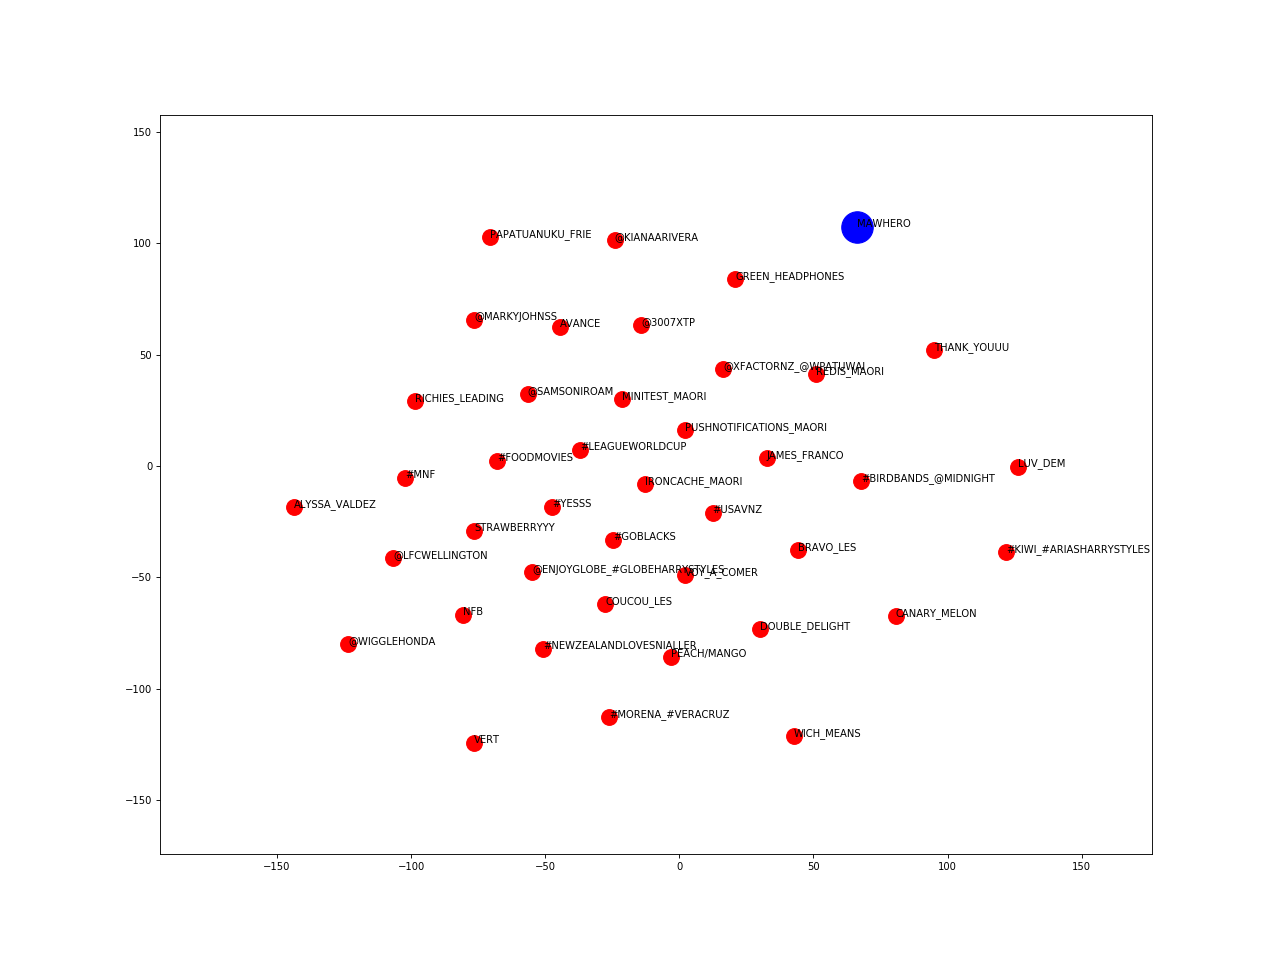 150
MAWHERO
PAPATUANUKU_FRIE
@KIANAARIVERA
100
GREEN_HEADPHONES
@MARKYJOHNSS
AVANCE
@3007XTP
50
THANK_YOUUU
@XFACTORNZ_@WPATUWAI
REDIS_MAORI
RICHIES_LEADING
@SAMSONIROAM
MINITEST_MAORI
PUSHNOTIFICATIONS_MAORI
#LEAGUEWORLDCUP
0
#FOODMOVIES
JAMES_FRANCO
LUV_DEM
#MNF
IRONCACHE_MAORI
#BIRDBANDS_@MIDNIGHT
ALYSSA_VALDEZ
#YESSS
#USAVNZ
STRAWBERRYYY
#GOBLACKS
@LFCWELLINGTON
BRAVO_LES
#KIWI_#ARIASHARRYSTYLES
−50
@ENJOYGLOBE_#GLOBEHARRYSTYLES
VOY_A_COMER
NFB
COUCOU_LES
CANARY_MELON
@WIGGLEHONDA
#NEWZEALANDLOVESNIALLER
DOUBLE_DELIGHT
PEACH/MANGO
−100
#MORENA_#VERACRUZ
VERT
WICH_MEANS
−150
−150 −100 −50 0 50 100 150